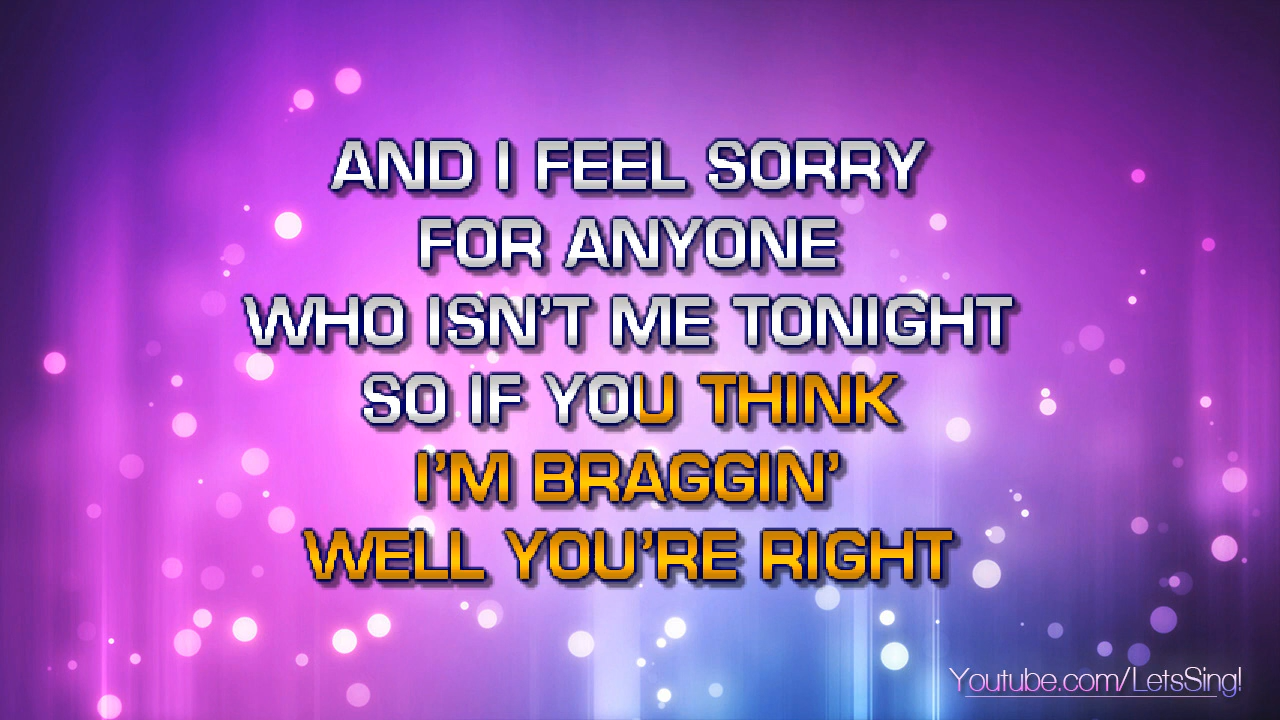 AND I FEEL SORRY
FOR ANYONE
WHO ISN'T ME TONIGHT
SO IF YOU THINK
I'M BRAGGIN'
WELL YOU'RE RIGHT
Youtube.com/LetsSing!